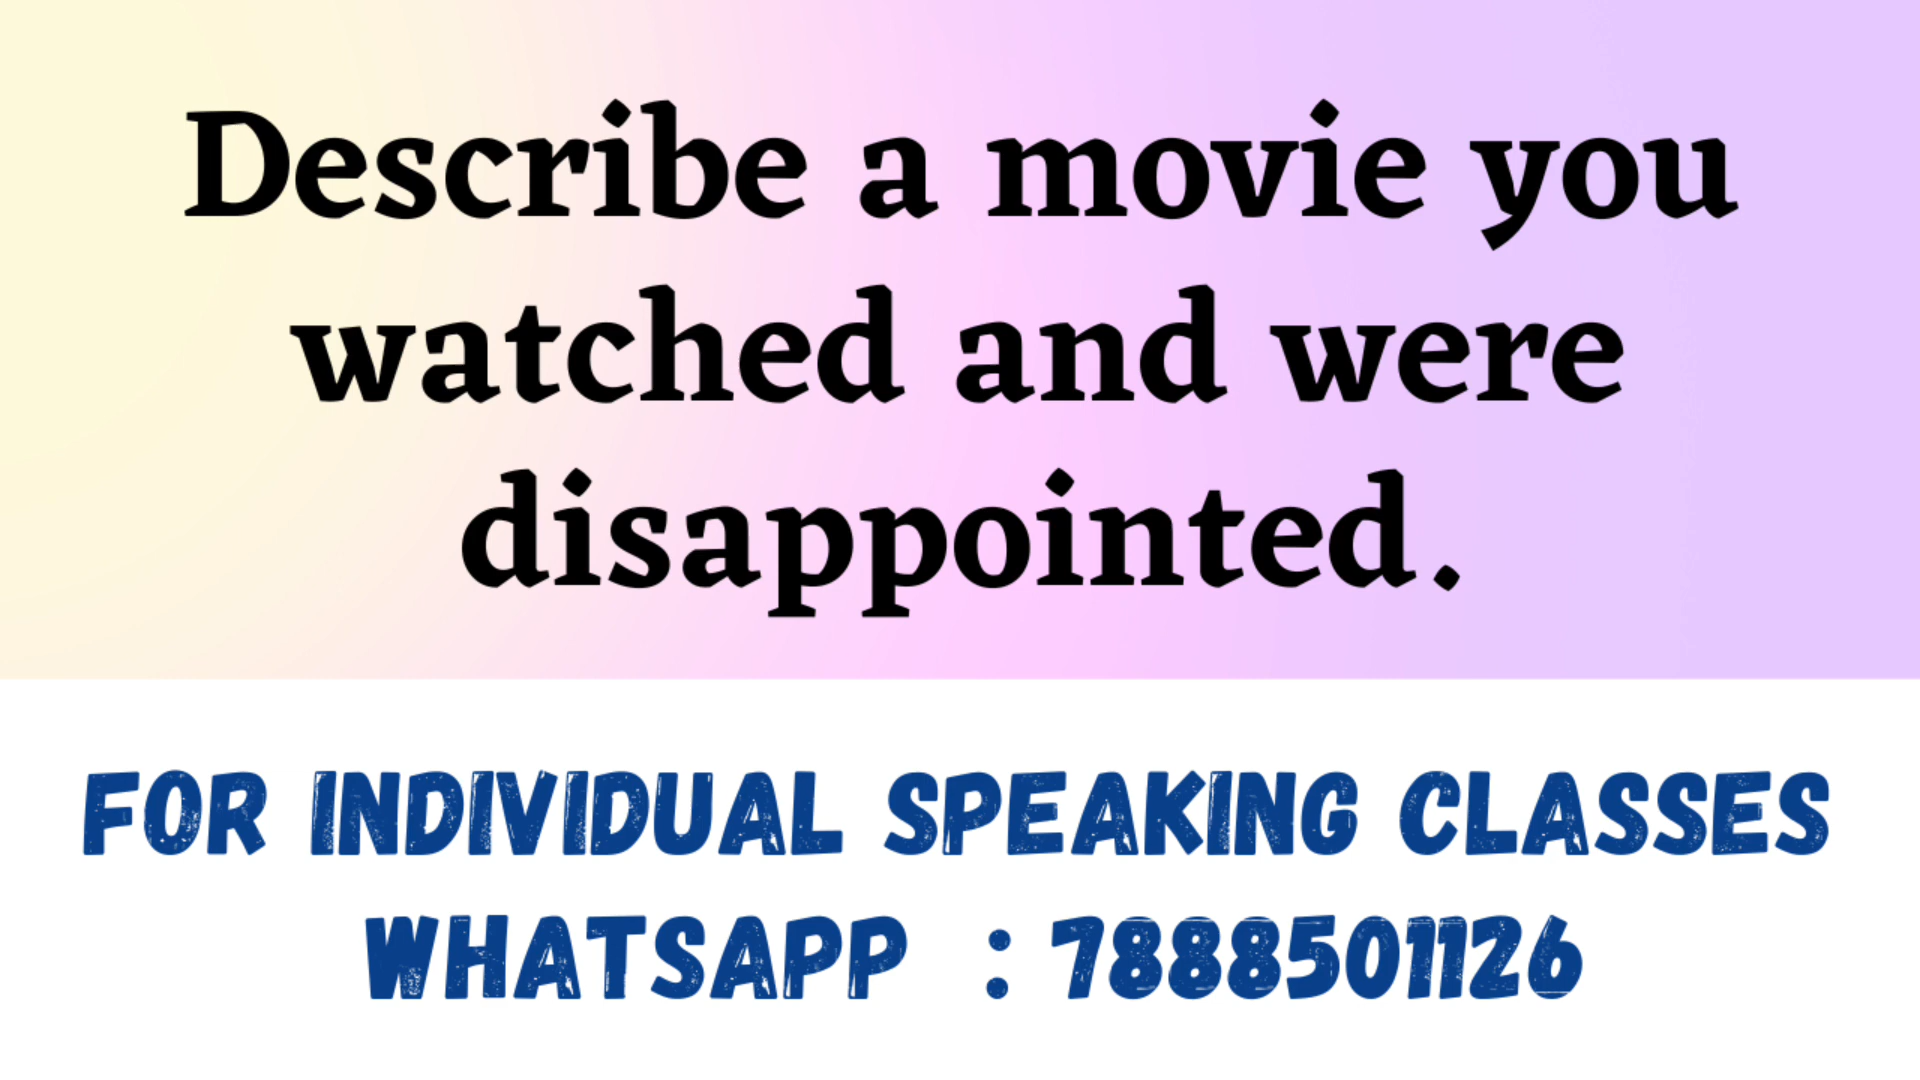 Describe a movie you
watched and were
disappointed.
FOR INDIVIDUAL SPEAKING CLASSES
WHATSAPP : 7888501126